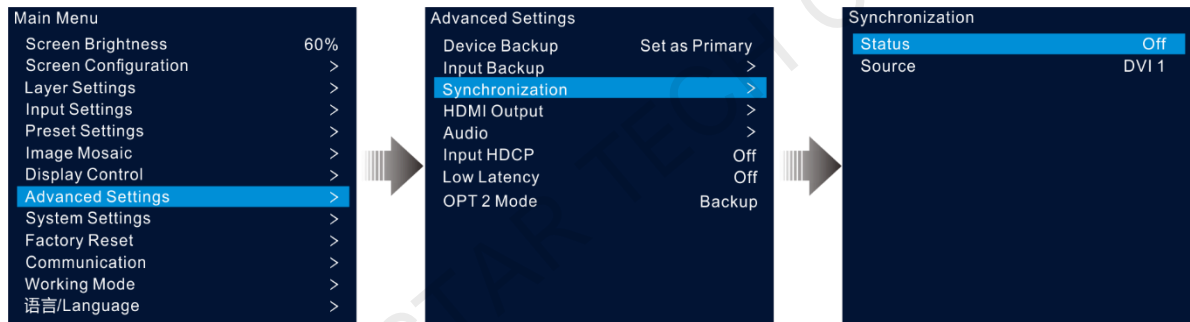 Main Menu
Screen Brightness 60%
Screen Configuration >
Layer Settings >
Input Settings >
Preset Settings >
Image Mosaic >
Display Control >
Advanced Settings >
System Settings >
Factory Reset >
Communication >
Working Mode >
语言/Language >
Advanced Settings
Device Backup Set as Primary
Input Backup >
Synchronization >
HDMI Output >
Audio >
Input HDCP Off
Low Latency Off
OPT 2 Mode Backup
Synchronization
Status Off
Source DVI 1